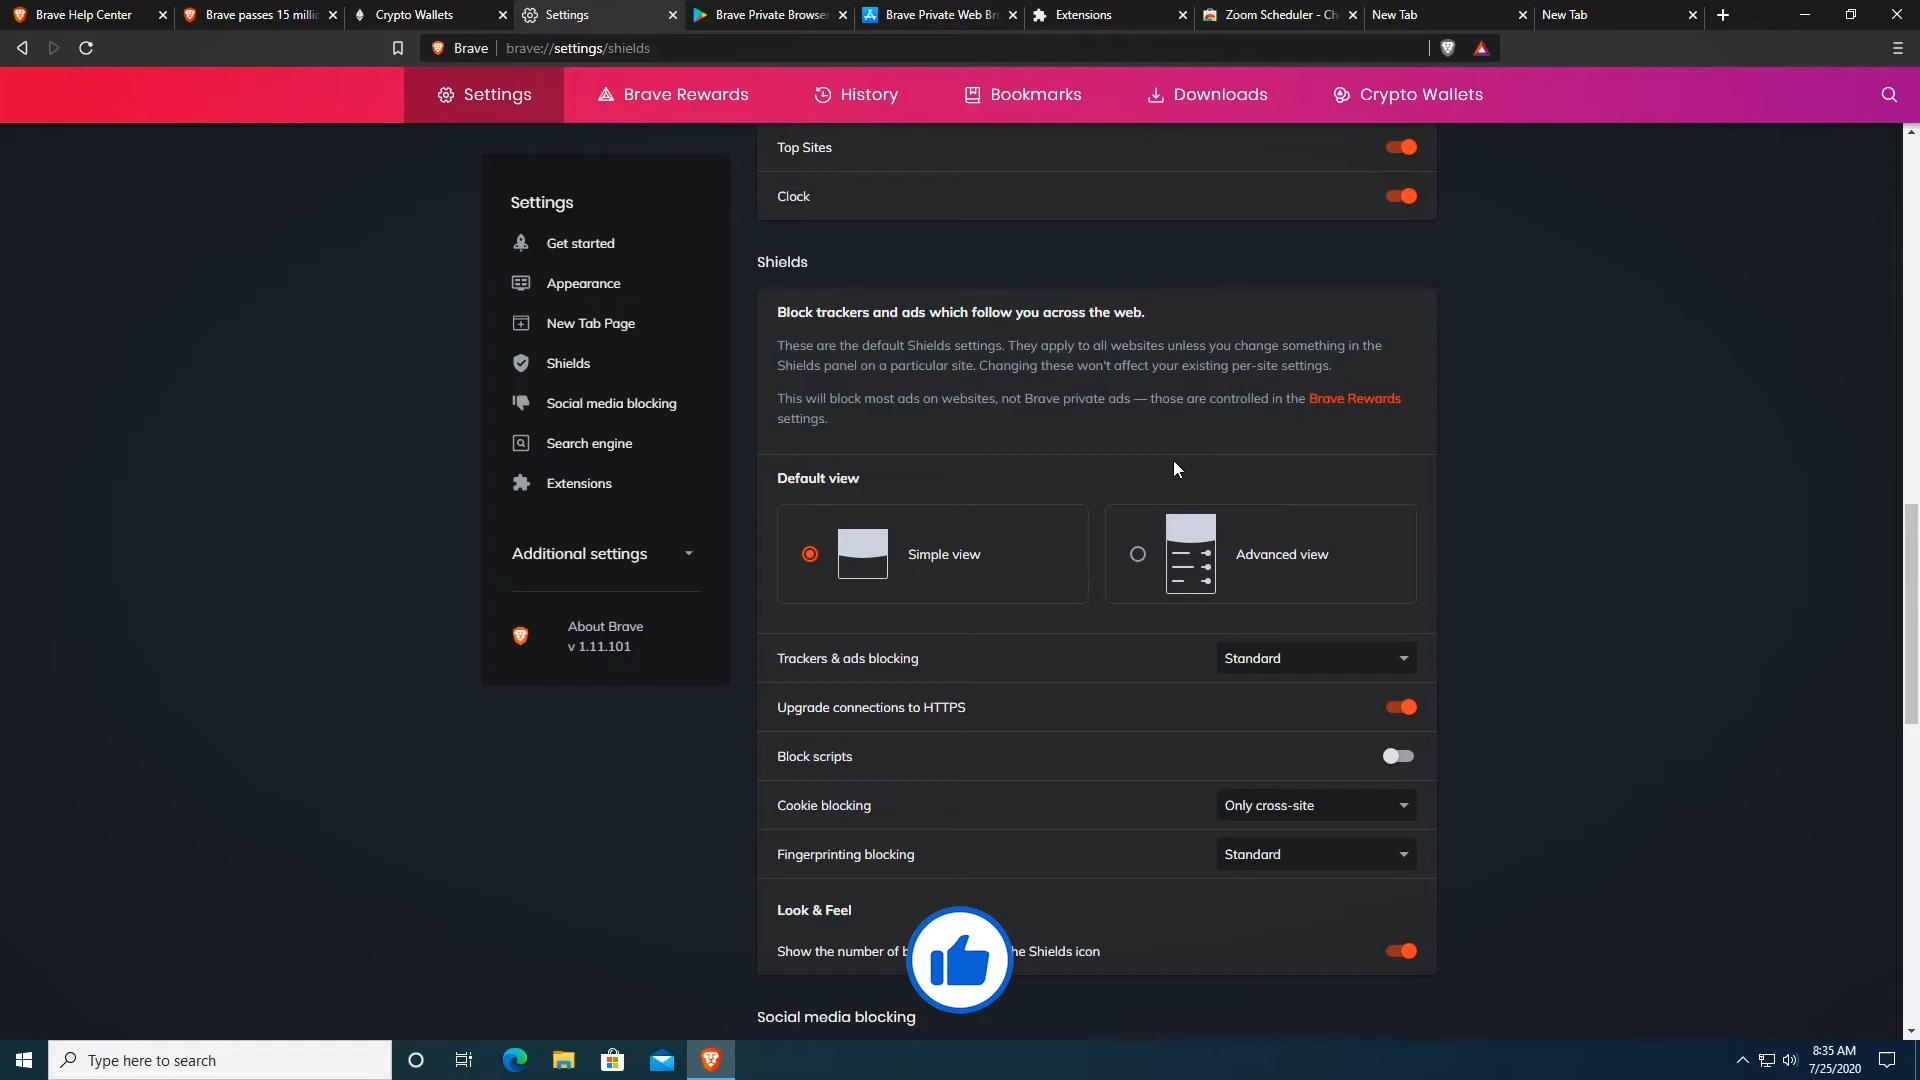 Brave Help Center
Brave passes 15 millic
Crypto Wallets
Settings
Brave Private Browser
Brave Private Web Br
Extensions
Zoom Scheduler - Ch
New Tab
New Tab
Brave
brave://settings/shields
Settings
Brave Rewards
History
Bookmarks
Downloads
Crypto Wallets
Settings
Get started
Appearance
New Tab Page
Shields
Social media blocking
Search engine
Extensions
Additional settings
About Brave
v 1.11.101
Top Sites
Clock
Shields
Block trackers and ads which follow you across the web.
These are the default Shields settings. They apply to all websites unless you change something in the
Shields panel on a particular site. Changing these won't affect your existing per-site settings.
This will block most ads on websites, not Brave private ads — those are controlled in the Brave Rewards
settings.
Default view
Simple view
Advanced view
Trackers & ads blocking
Standard
Upgrade connections to HTTPS
Block scripts
Cookie blocking
Only cross-site
Fingerprinting blocking
Standard
Look & Feel
Show the number of b he Shields icon
Social media blocking
Type here to search
8:35 AM
7/25/2020